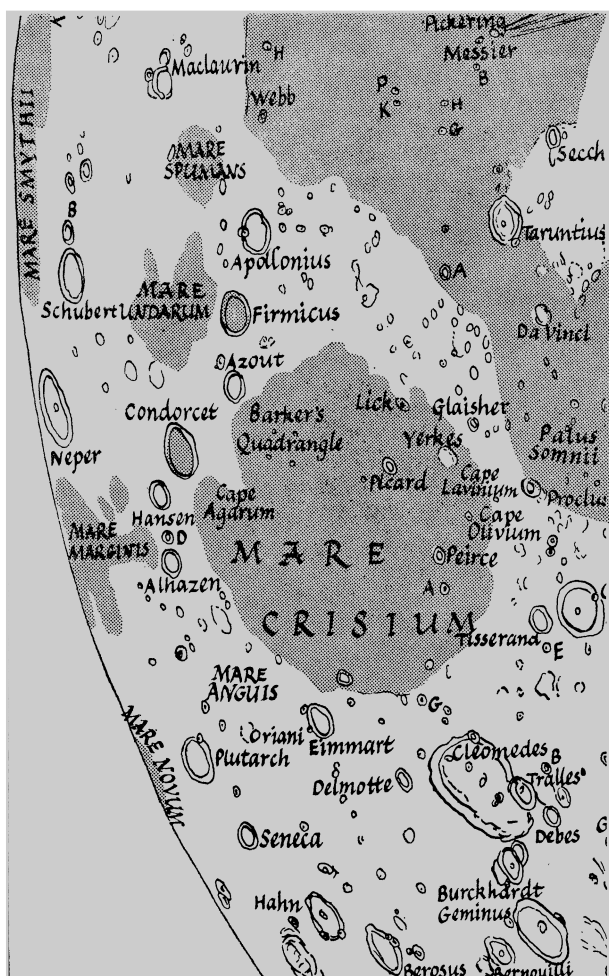 Pickering
Messier
B
H
Maclaurin
Webb
P
K
H
G
MARE
SPUMANS
Secch
MARE SMYTHII
B
Taruntius
Apollonius
A
MARE
UNDARUM
Schubert
Firmicus
Da Vinci
Azout
Condorcet
Barker's
Quadrangle
Lick
Glaisher
Yerkes
Palus
Somnii
Neper
Picard
Cape
Lavinium
Proclus
Cape
Agarum
Hansen
Cape
Olivium
MARE
MARGINIS
D
MARE
Peirce
Alhazen
A
CRISIUM
Tisserand
E
MARE
ANGUIS
G
MARE NOVUM
Oriani
Eimmart
Plutarch
Cleomedes
B
Tralles
Delmotte
Debes
G
Seneca
Burckhardt
Geminus
Hahn
Berosus
Bernouilli